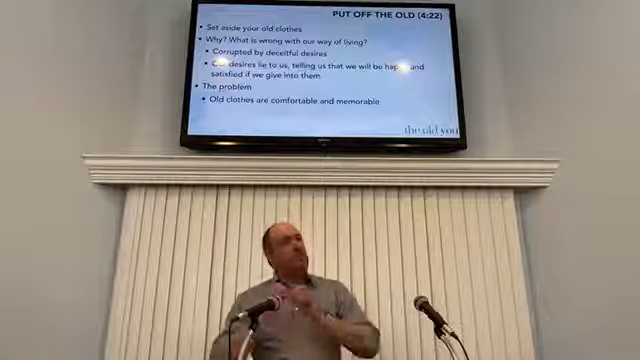 PUT OFF THE OLD (4:22)
• Set aside your old clothes
• Why? What is wrong with our way of living?
• Corrupted by deceitful desires
• Our desires lie to us, telling us that we will be happy and
satisfied if we give into them
• The problem
• Old clothes are comfortable and memorable
the old you